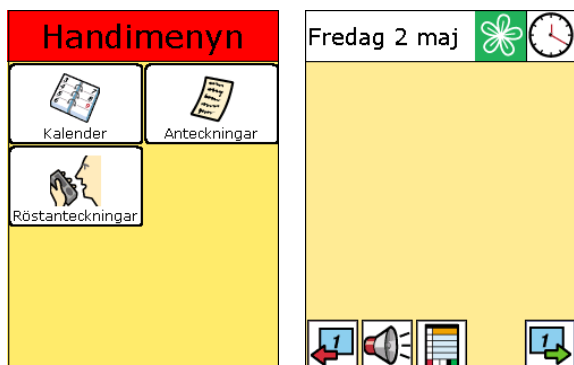 Handimenyn
Kalender
Anteckningar
Röstanteckningar
Fredag 2 maj
1
1